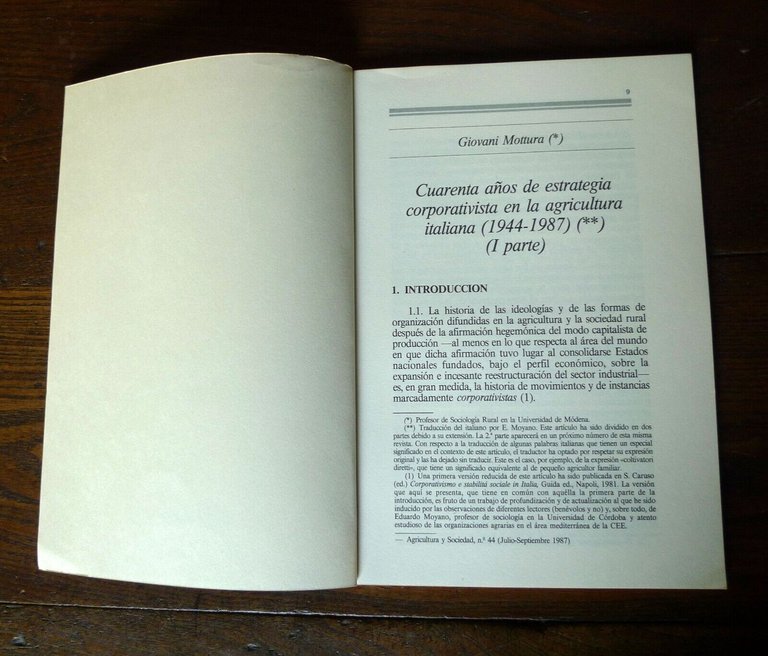 9
Giovani Mottura (*)
Cuarenta años de estrategia
corporativista en la agricultura
italiana (1944-1987) (**)
(I parte)
1. INTRODUCCION
1.1. La historia de las ideologías y de las formas de
organización difundidas en la agricultura y la sociedad rural
después de la afirmación hegemónica del modo capitalista de
producción —al menos en lo que respecta al área del mundo
en que dicha afirmación tuvo lugar al consolidarse Estados
nacionales fundados, bajo el perfil económico, sobre la
expansión e incesante reestructuración del sector industrial—
es, en gran medida, la historia de movimientos y de instancias
marcadamente corporativistas (1).
(*) Profesor de Sociología Rural en la Universidad de Módena.
(**) Traducción del italiano por E. Moyano. Este artículo ha sido dividido en dos
partes debido a su extensión. La 2.ª parte aparecerá en un próximo número de esta misma
revista. Con respecto a la traducción de algunas palabras italianas que tienen un especial
significado en el contexto de este artículo, el traductor ha optado por respetar su expresión
original y las ha dejado sin traducir. Este es el caso, por ejemplo, de la expresión «coltivatori
diretti», que tiene un significado equivalente al de pequeño agricultor familiar.
(1) Una primera versión reducida de este artículo ha sido publicada en S. Caruso
(ed.) Corporativismo e stabilitá sociale in Italia, Guida ed., Napoli, 1981. La versión
que aquí se presenta, que tiene en común con aquélla la primera parte de la
introducción, es fruto de un trabajo de profundización y de actualización al que he sido
inducido por las observaciones de diferentes lectores (benévolos y no) y, sobre todo, de
Eduardo Moyano, profesor de sociología en la Universidad de Córdoba y atento
estudioso de las organizaciones agrarias en el área mediterránea de la CEE.
— Agricultura y Sociedad, n.º 44 (Julio-Septiembre 1987)